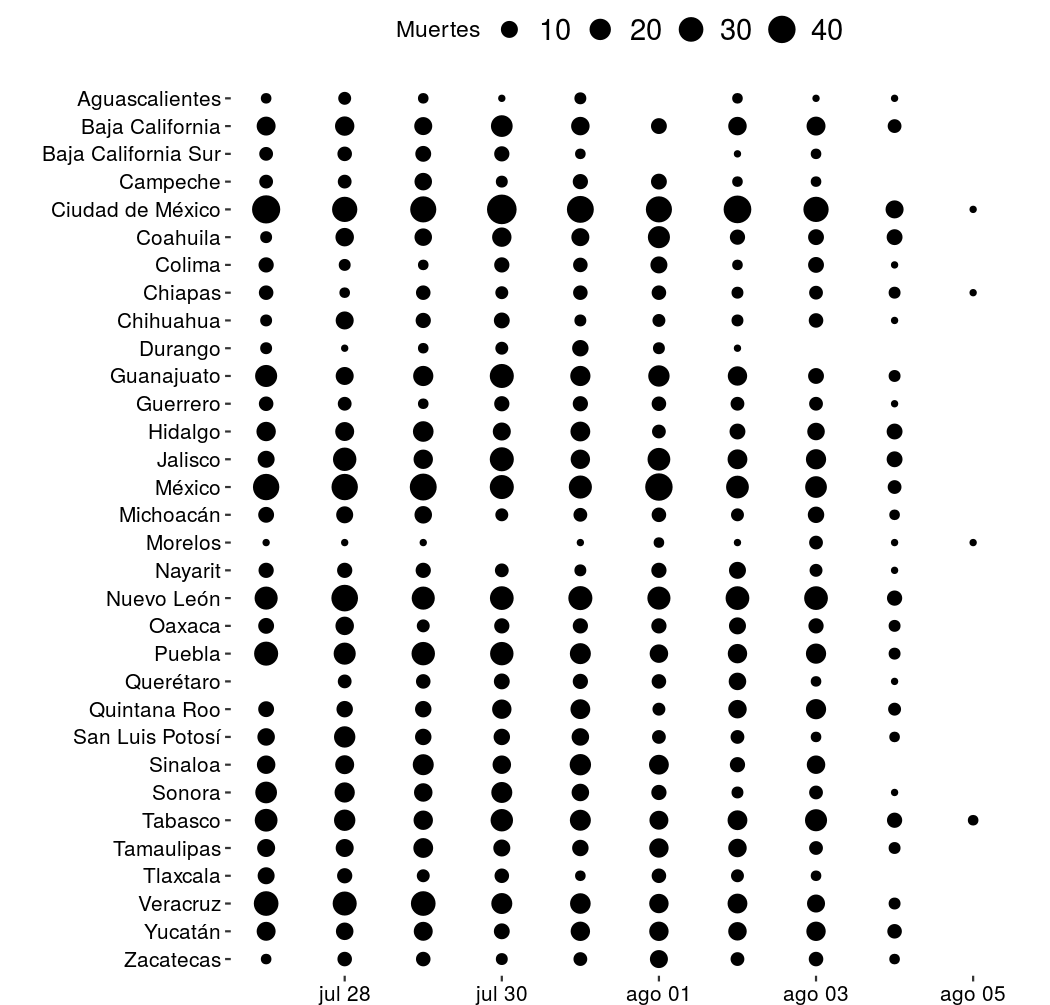 Muertes 10 20 30 40
Aguascalientes
Baja California
Baja California Sur
Campeche
Ciudad de México
Coahuila
Colima
Chiapas
Chihuahua
Durango
Guanajuato
Guerrero
Hidalgo
Jalisco
México
Michoacán
Morelos
Nayarit
Nuevo León
Oaxaca
Puebla
Querétaro
Quintana Roo
San Luis Potosí
Sinaloa
Sonora
Tabasco
Tamaulipas
Tlaxcala
Veracruz
Yucatán
Zacatecas
jul 28 jul 30 ago 01 ago 03 ago 05